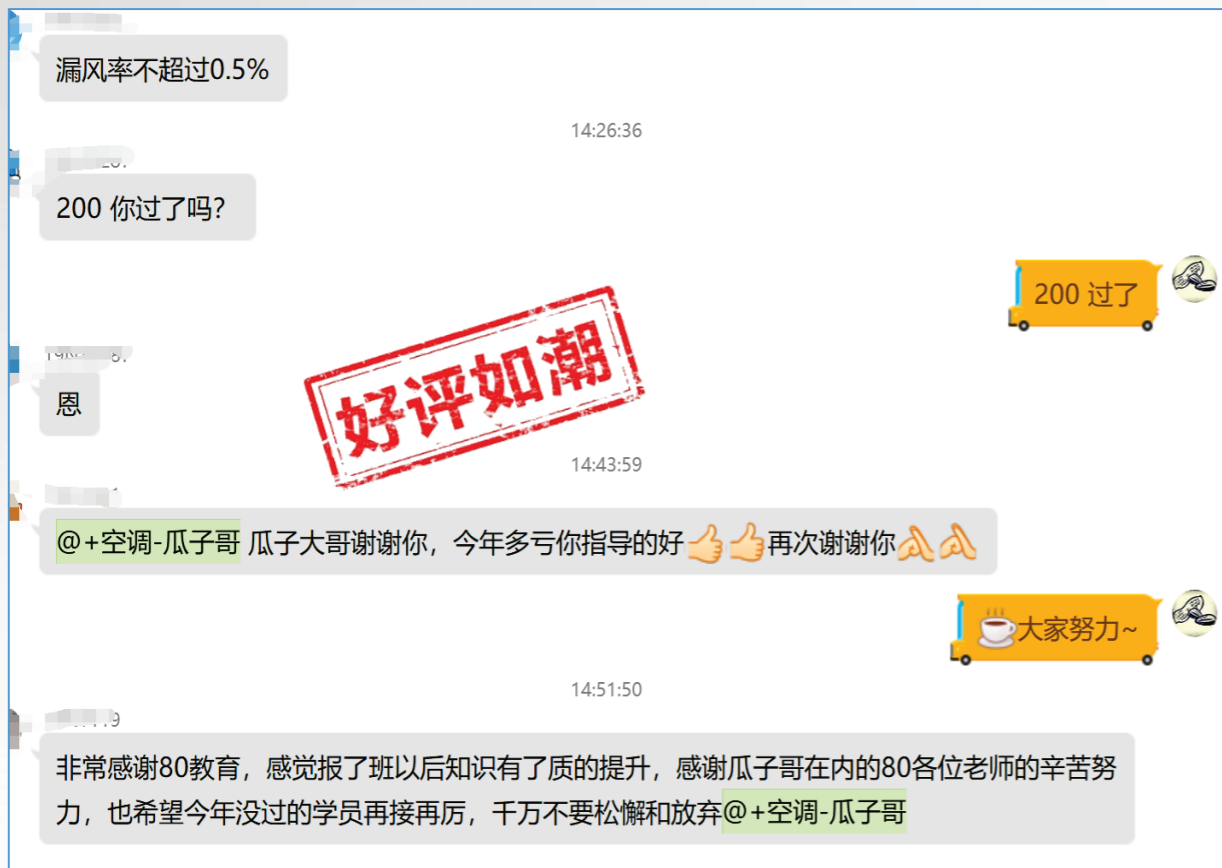 漏风率不超过0.5%
14:26:36
200 你过了吗?
200 过了
恩
好评如潮
14:43:59
@+空调-瓜子哥 瓜子大哥谢谢你，今年多亏你指导的好👍👍再次谢谢你🙏🙏
☕大家努力~
14:51:50
非常感谢80教育，感觉报了班以后知识有了质的提升，感谢瓜子哥在内的80各位老师的辛苦努
力，也希望今年没过的学员再接再厉，千万不要松懈和放弃@+空调-瓜子哥